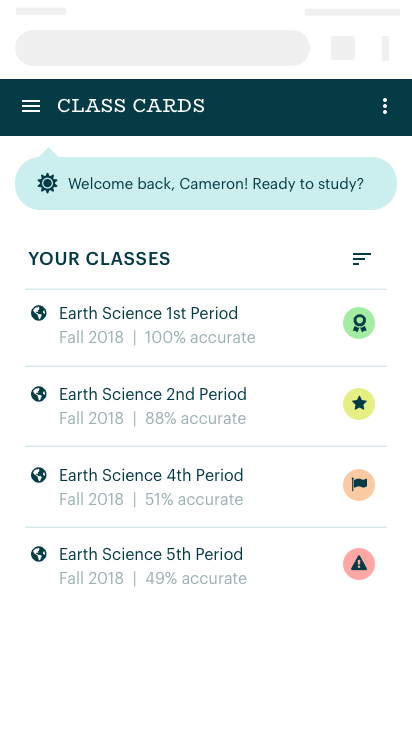 CLASS CARDS
Welcome back, Cameron! Ready to study?
YOUR CLASSES
Earth Science 1st Period
Fall 2018 | 100% accurate
Earth Science 2nd Period
Fall 2018 | 88% accurate
Earth Science 4th Period
Fall 2018 | 51% accurate
Earth Science 5th Period
Fall 2018 | 49% accurate